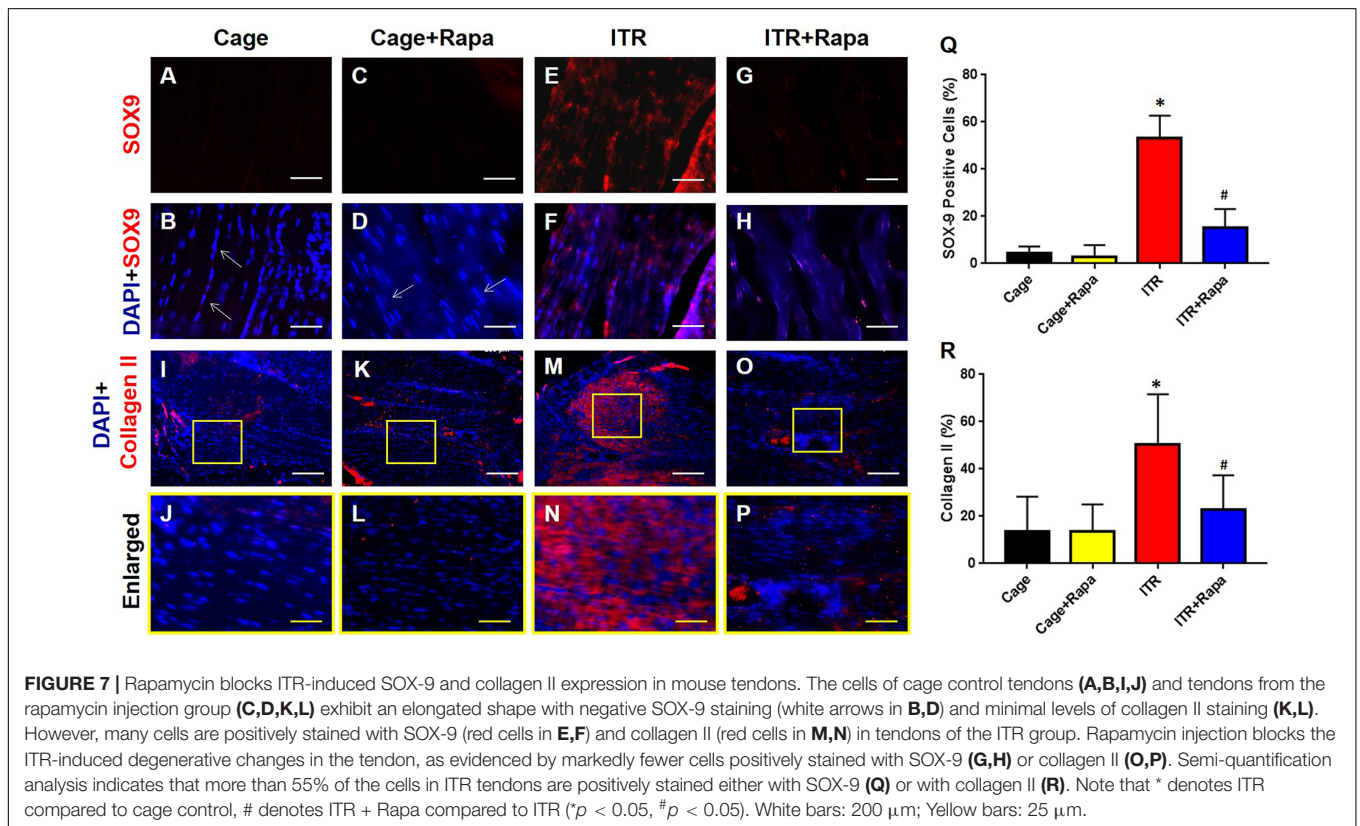 Cage Cage+Rapa ITR ITR+Rapa
SOX9
A C E G
DAPI+SOX9
B D F H
DAPI+
Collagen II
I K M O
Enlarged
J L N P
Q
SOX-9 Positive Cells (%)
80
60
40
20
0
Cage Cage+Rapa ITR ITR+Rapa
*
#
R
Collagen II (%)
80
60
40
20
0
Cage Cage+Rapa ITR ITR+Rapa
*
#
FIGURE 7 | Rapamycin blocks ITR-induced SOX-9 and collagen II expression in mouse tendons. The cells of cage control tendons (A,B,I,J) and tendons from the
rapamycin injection group (C,D,K,L) exhibit an elongated shape with negative SOX-9 staining (white arrows in B,D) and minimal levels of collagen II staining (K,L).
However, many cells are positively stained with SOX-9 (red cells in E,F) and collagen II (red cells in M,N) in tendons of the ITR group. Rapamycin injection blocks the
ITR-induced degenerative changes in the tendon, as evidenced by markedly fewer cells positively stained with SOX-9 (G,H) or collagen II (O,P). Semi-quantification
analysis indicates that more than 55% of the cells in ITR tendons are positively stained either with SOX-9 (Q) or with collagen II (R). Note that * denotes ITR
compared to cage control, # denotes ITR + Rapa compared to ITR (*p < 0.05, #p < 0.05). White bars: 200 μm; Yellow bars: 25 μm.